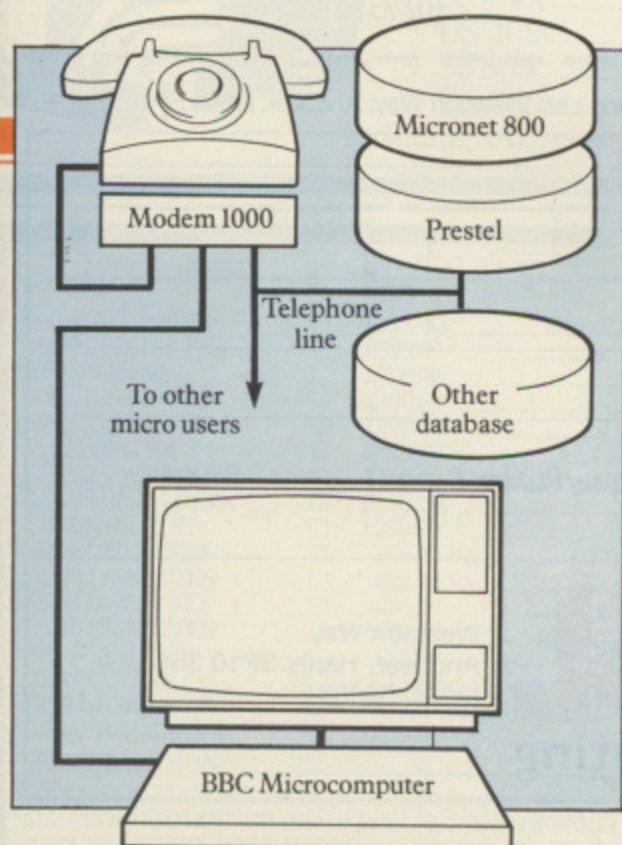 Micronet 800
Modem 1000
Prestel
Telephone
line
To other
micro users
Other
database
BBC Microcomputer